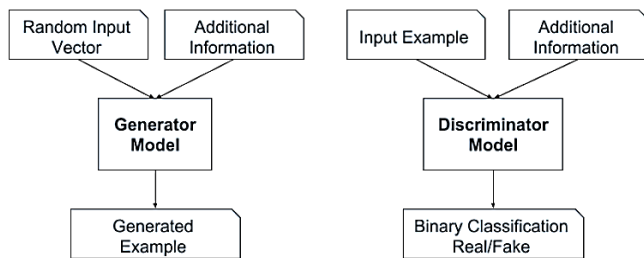 Random Input
Vector
Additional
Information
Input Example
Additional
Information
Generator
Model
Discriminator
Model
Generated
Example
Binary Classification
Real/Fake